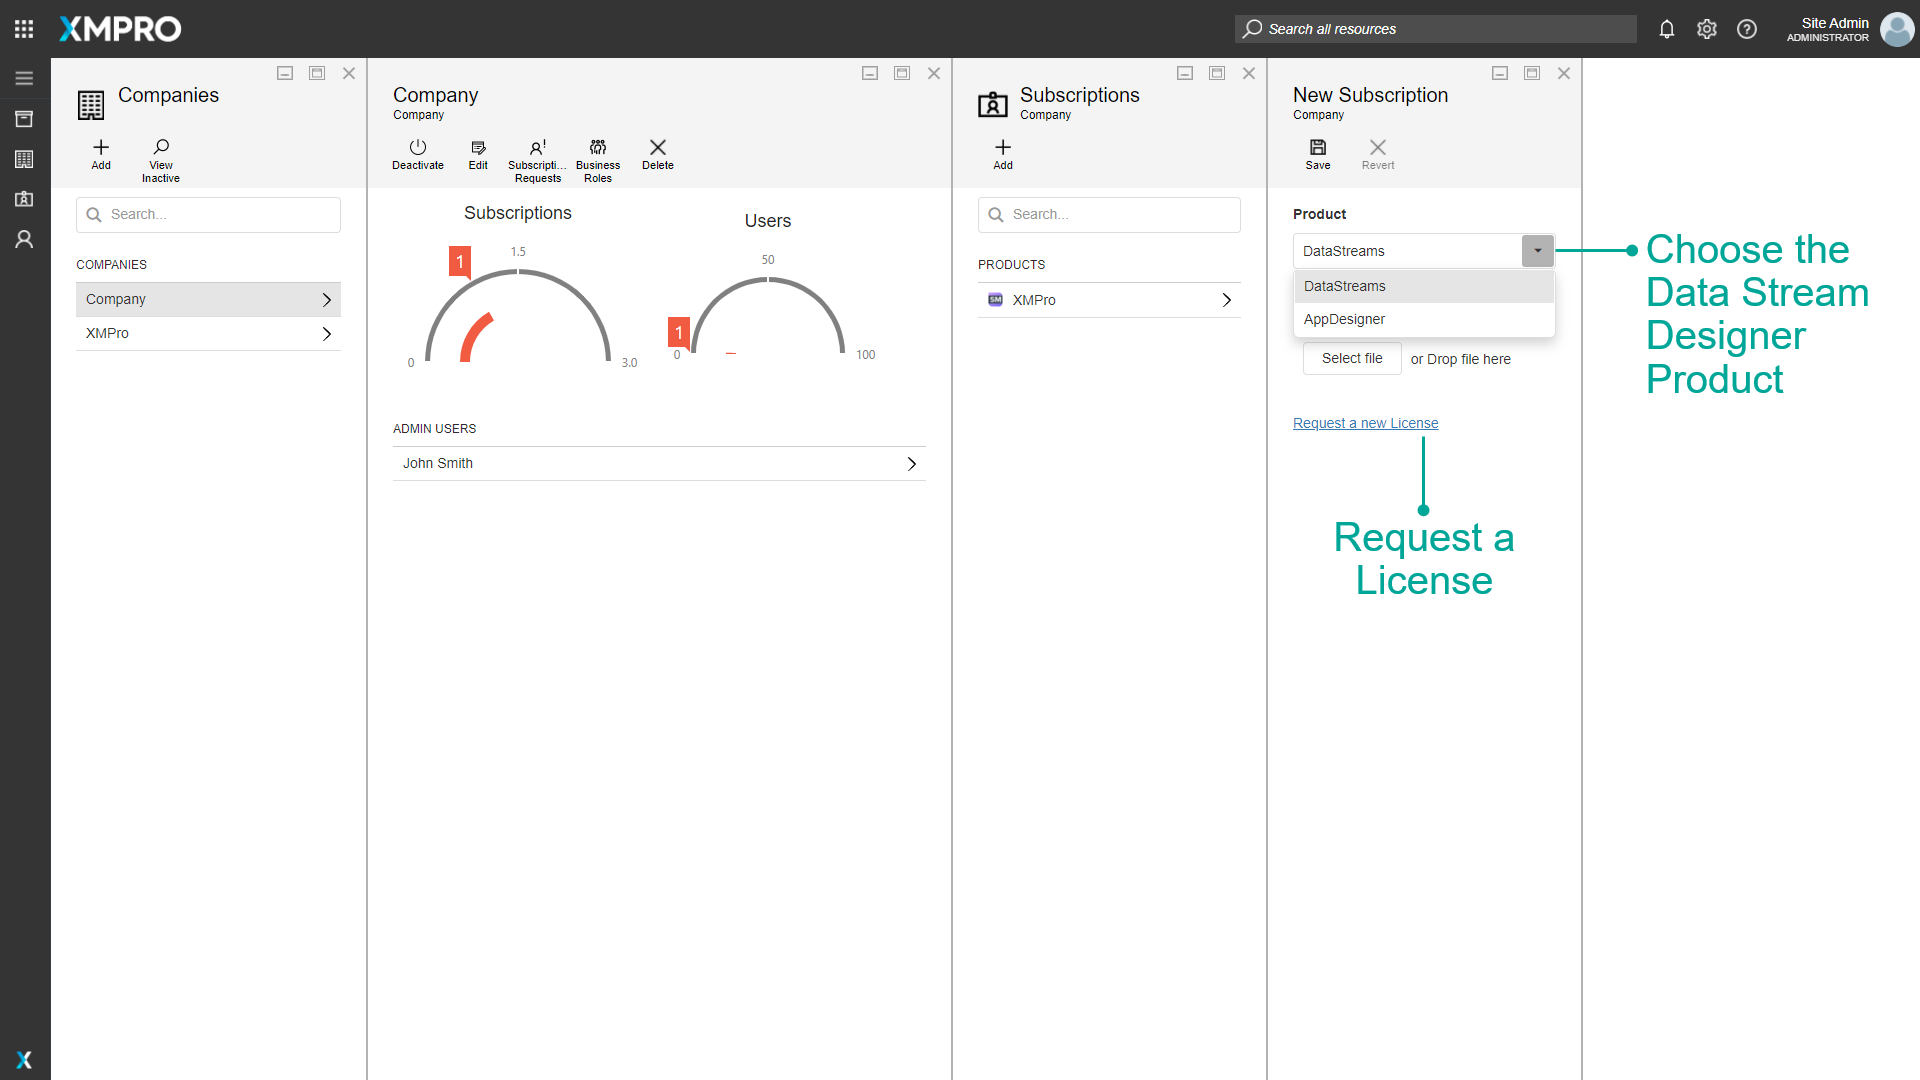 XMPRO
Search all resources
Site Admin
ADMINISTRATOR
Companies
Add
View
Inactive
Search...
COMPANIES
Company
XMPro
Company
Company
Deactivate
Edit
Subscripti...
Requests
Business
Roles
Delete
Subscriptions
1
1.5
0
3.0
Users
50
1
0
100
ADMIN USERS
John Smith
Subscriptions
Company
Add
Search...
PRODUCTS
SM
XMPro
New Subscription
Company
Save
Revert
Product
DataStreams
DataStreams
AppDesigner
Select file or Drop file here
Request a new License
Choose the
Data Stream
Designer
Product
Request a
License